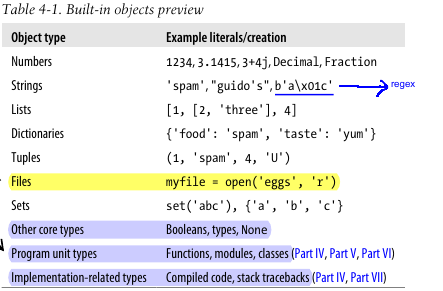 Table 4-1. Built-in objects preview
Object type Example literals/creation
Numbers 1234, 3.1415, 3+4j, Decimal, Fraction
Strings 'spam', "guido's", b'a\x01c' regex
Lists [1, [2, 'three'], 4]
Dictionaries {'food': 'spam', 'taste': 'yum'}
Tuples (1, 'spam', 4, 'U')
Files myfile = open('eggs', 'r')
Sets set('abc'), {'a', 'b', 'c'}
Other core types Booleans, types, None
Program unit types Functions, modules, classes (Part IV, Part V, Part VI)
Implementation-related types Compiled code, stack tracebacks (Part IV, Part VII)